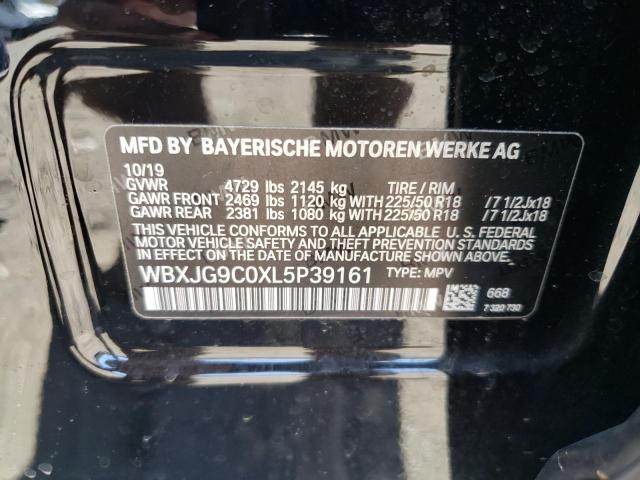 MFD BY BAYERISCHE MOTOREN WERKE AG
10/19
GVWR 4729 lbs 2145 kg TIRE / RIM
GAWR FRONT 2469 lbs 1120 kg WITH 225/50 R18 /7 1/2Jx18
GAWR REAR 2381 lbs 1080 kg WITH 225/50 R18 /7 1/2Jx18
THIS VEHICLE CONFORMS TO ALL APPLICABLE U. S. FEDERAL
MOTOR VEHICLE SAFETY AND THEFT PREVENTION STANDARDS
IN EFFECT ON THE DATE OF MANUFACTURE SHOWN ABOVE.
WBXJG9C0XL5P39161 TYPE: MPV
668
7 320 730